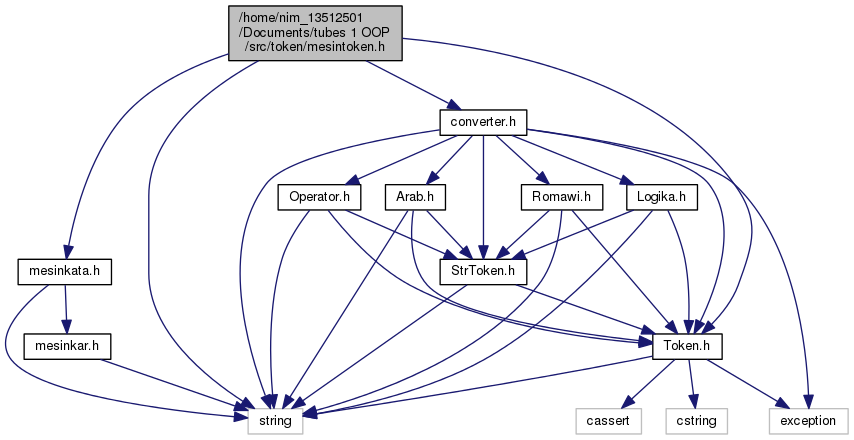 /home/nim_13512501
/Documents/tubes 1 OOP
/src/token/mesintoken.h
converter.h
Operator.h
Arab.h
Romawi.h
Logika.h
mesinkata.h
StrToken.h
mesinkar.h
Token.h
string
cassert
cstring
exception